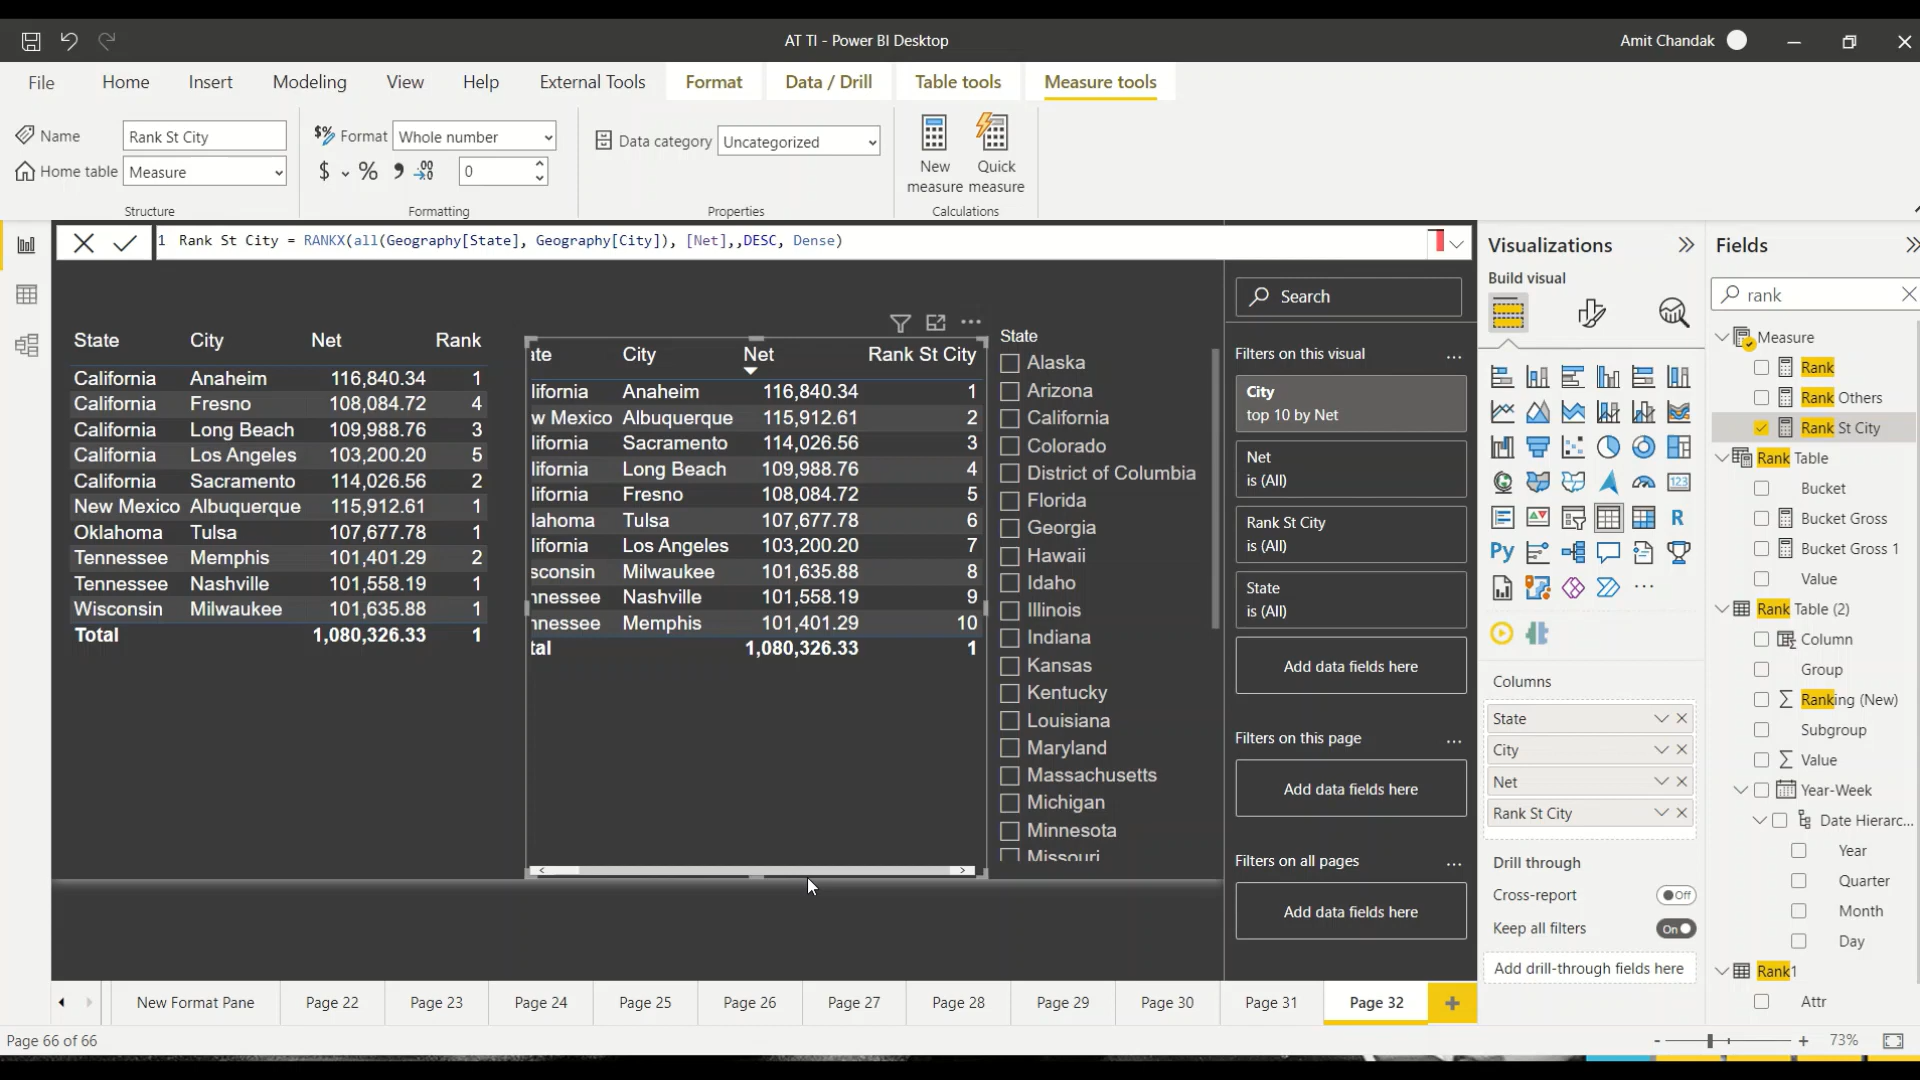 AT TI - Power BI Desktop
Amit Chandak
File Home Insert Modeling View Help External Tools Format Data / Drill Table tools Measure tools
Name Rank St City
Home table Measure
Structure
$% Format Whole number
$ % 0
Formatting
Data category Uncategorized
Properties
New measure
Quick measure
Calculations
1 Rank St City = RANKX(all(Geography[State], Geography[City]), [Net],,DESC, Dense)
State City Net Rank
California Anaheim 116,840.34 1
California Fresno 108,084.72 4
California Long Beach 109,988.76 3
California Los Angeles 103,200.20 5
California Sacramento 114,026.56 2
New Mexico Albuquerque 115,912.61 1
Oklahoma Tulsa 107,677.78 1
Tennessee Memphis 101,401.29 2
Tennessee Nashville 101,558.19 1
Wisconsin Milwaukee 101,635.88 1
Total 1,080,326.33 1
ate City Net Rank St City
lifornia Anaheim 116,840.34 1
w Mexico Albuquerque 115,912.61 2
lifornia Sacramento 114,026.56 3
lifornia Long Beach 109,988.76 4
lifornia Fresno 108,084.72 5
lahoma Tulsa 107,677.78 6
lifornia Los Angeles 103,200.20 7
sconsin Milwaukee 101,635.88 8
nnessee Nashville 101,558.19 9
nnessee Memphis 101,401.29 10
tal 1,080,326.33 1
State
Alaska
Arizona
California
Colorado
District of Columbia
Florida
Georgia
Hawaii
Idaho
Illinois
Indiana
Kansas
Kentucky
Louisiana
Maryland
Massachusetts
Michigan
Minnesota
Missouri
Search
Filters on this visual ...
City
top 10 by Net
Net
is (All)
Rank St City
is (All)
State
is (All)
Add data fields here
Filters on this page ...
Add data fields here
Filters on all pages ...
Add data fields here
Visualizations
Build visual
123
R
Py
...
Columns
State
City
Net
Rank St City
Drill through
Cross-report Off
Keep all filters On
Add drill-through fields here
Fields
rank
Measure
Rank
Rank Others
Rank St City
Rank Table
Bucket
Bucket Gross
Bucket Gross 1
Value
Rank Table (2)
Column
Group
Ranking (New)
Subgroup
Value
Year-Week
Date Hierarc...
Year
Quarter
Month
Day
Rank1
Attr
New Format Pane Page 22 Page 23 Page 24 Page 25 Page 26 Page 27 Page 28 Page 29 Page 30 Page 31 Page 32 +
Page 66 of 66
- + 73%